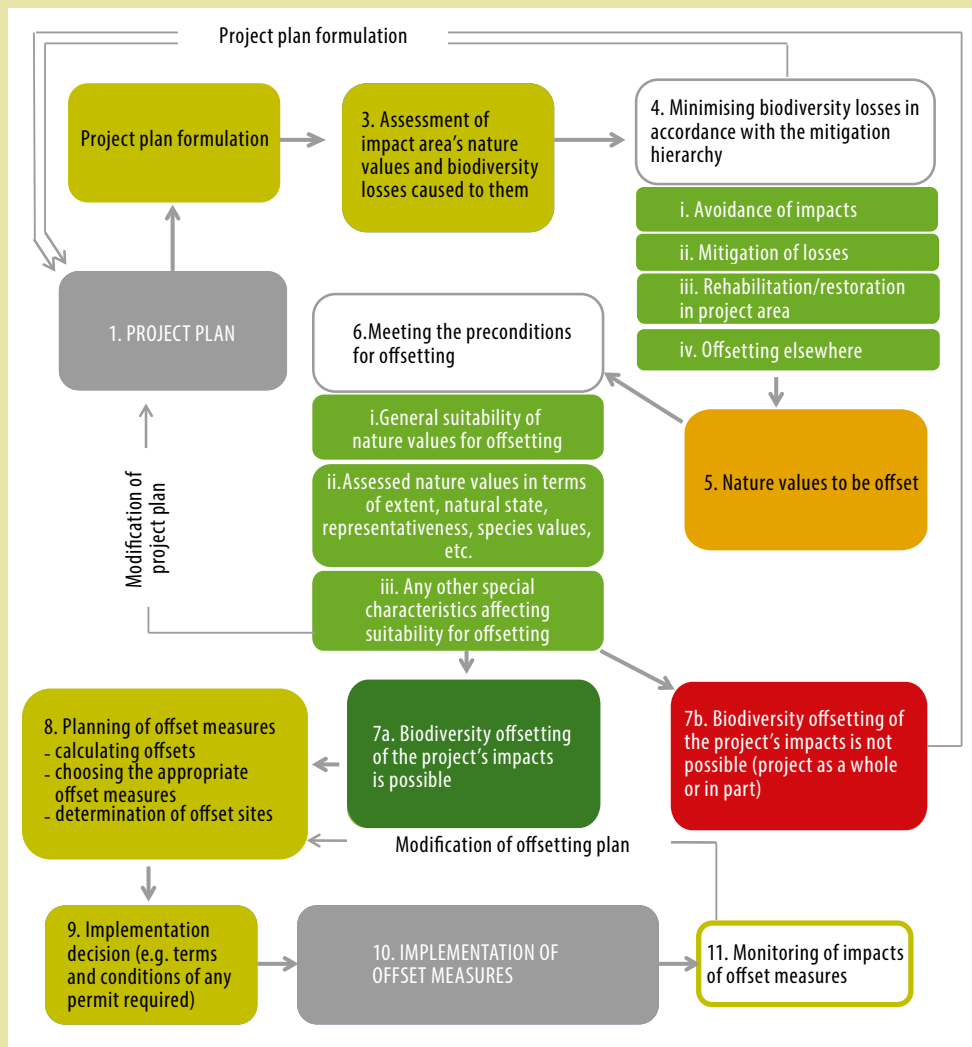 Project plan formulation
Project plan formulation
3. Assessment of
impact area's nature
values and biodiversity
losses caused to them
4. Minimising biodiversity losses in
accordance with the mitigation
hierarchy
i. Avoidance of impacts
ii. Mitigation of losses
iii. Rehabilitation/restoration
in project area
iv. Offsetting elsewhere
1. PROJECT PLAN
6.Meeting the preconditions
for offsetting
i.General suitability of
nature values for offsetting
ii.Assessed nature values in terms
of extent, natural state,
representativeness, species values,
etc.
iii. Any other special
characteristics affecting
suitability for offsetting
5. Nature values to be offset
Modification of
project plan
7a. Biodiversity offsetting
of the project's impacts
is possible
7b. Biodiversity offsetting of
the project's impacts is not
possible (project as a whole
or in part)
8. Planning of offset measures
- calculating offsets
- choosing the appropriate
offset measures
- determination of offset sites
Modification of offsetting plan
9. Implementation
decision (e.g. terms
and conditions of any
permit required)
10. IMPLEMENTATION OF
OFFSET MEASURES
11. Monitoring of impacts
of offset measures